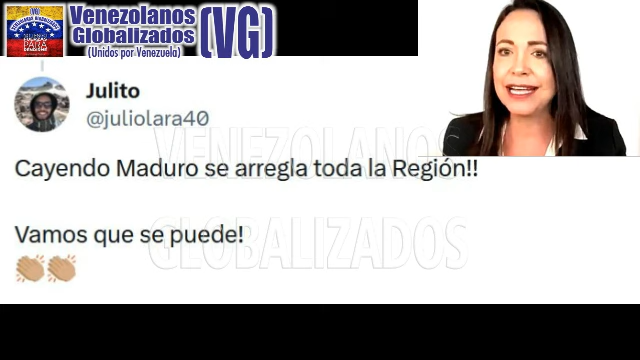 Venezolanos
Globalizados
(Unidos por Venezuela)
(VG)
Julito
@juliolara40
Cayendo Maduro se arregla toda la Región!!
Vamos que se puede!
VENEZOLANOS
GLOBALIZADOS